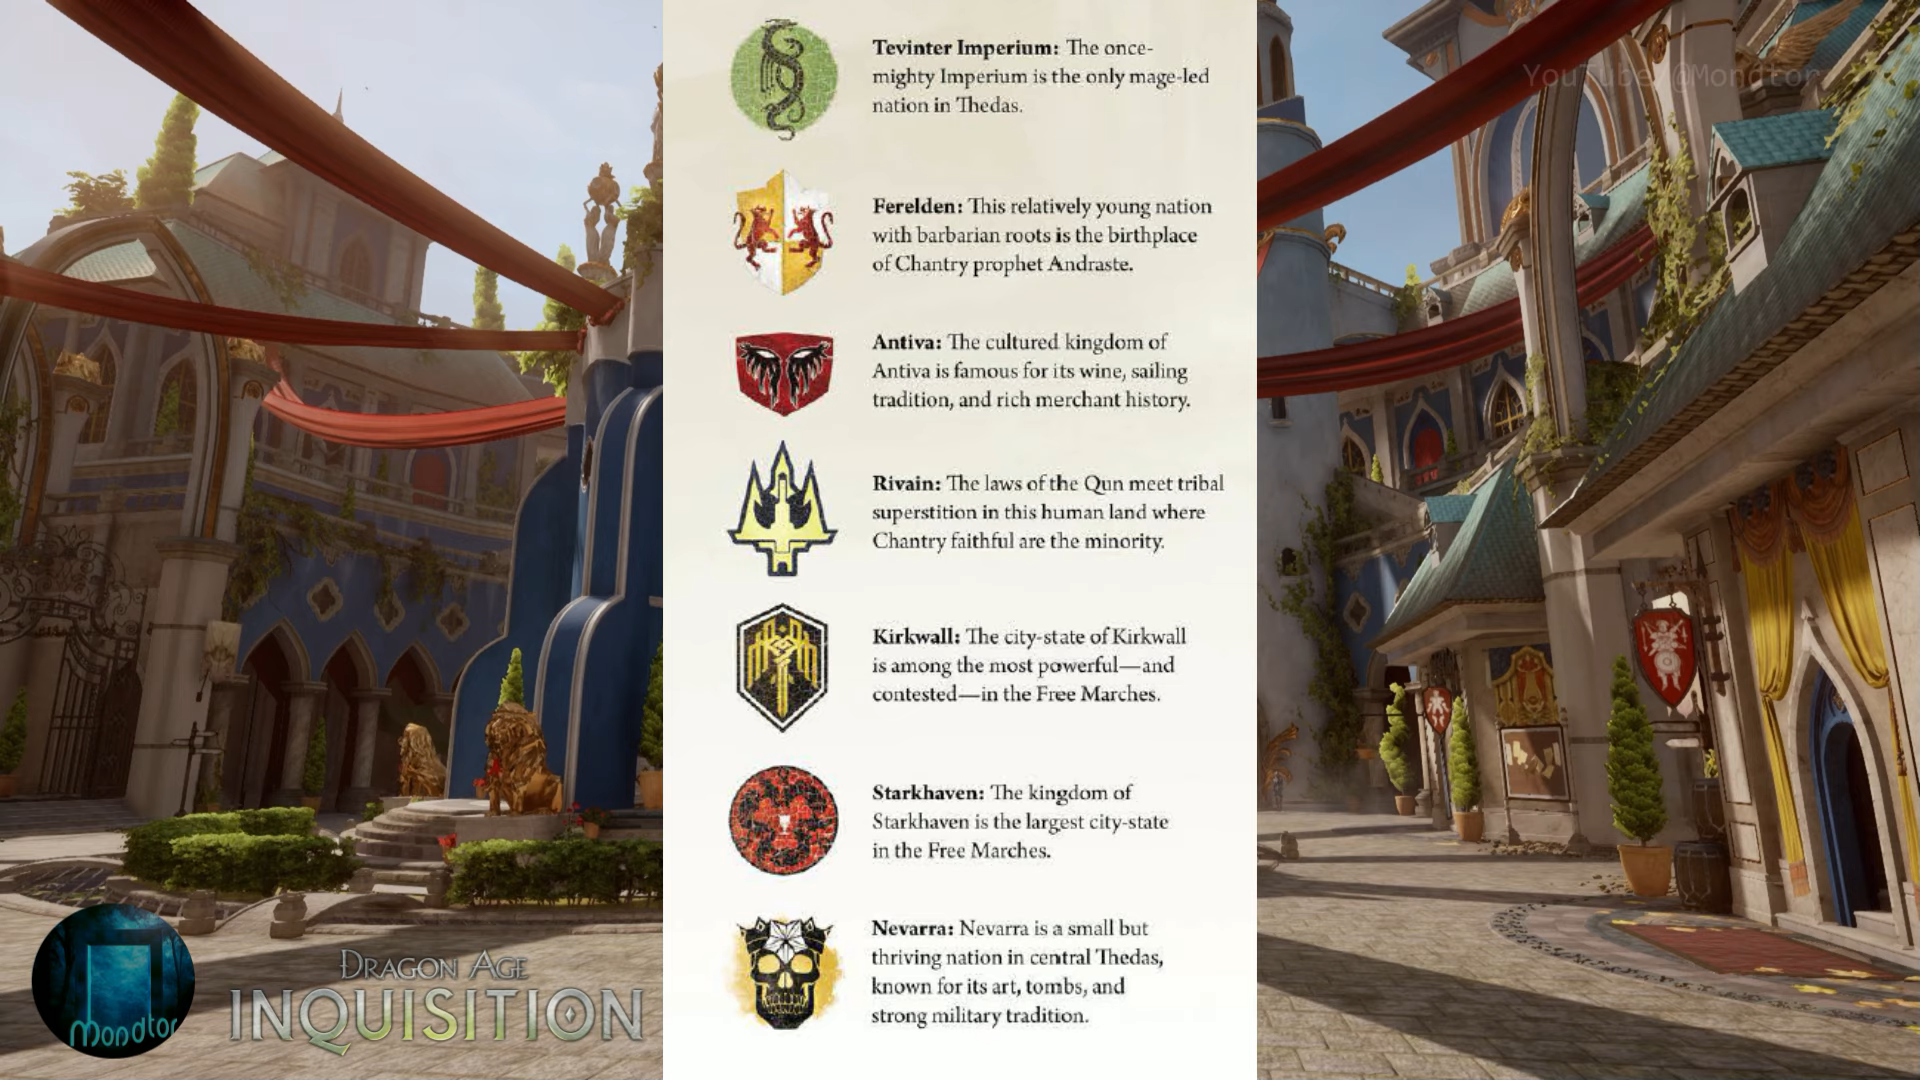 YouTube/@Mondtor
Tevinter Imperium: The once-
mighty Imperium is the only mage-led
nation in Thedas.
Ferelden: This relatively young nation
with barbarian roots is the birthplace
of Chantry prophet Andraste.
Antiva: The cultured kingdom of
Antiva is famous for its wine, sailing
tradition, and rich merchant history.
Rivain: The laws of the Qun meet tribal
superstition in this human land where
Chantry faithful are the minority.
Kirkwall: The city-state of Kirkwall
is among the most powerful—and
contested—in the Free Marches.
Starkhaven: The kingdom of
Starkhaven is the largest city-state
in the Free Marches.
Nevarra: Nevarra is a small but
thriving nation in central Thedas,
known for its art, tombs, and
strong military tradition.
Mondtor
DRAGON AGE
INQUISITION